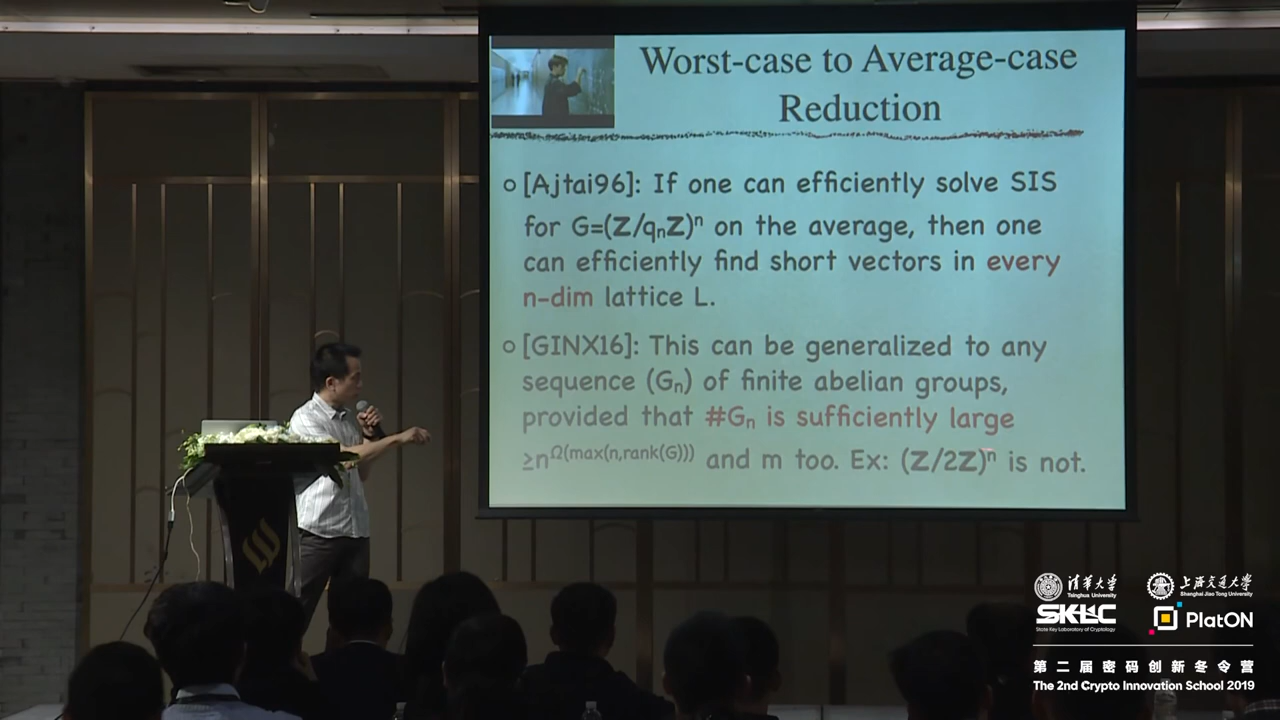 Worst-case to Average-case
Reduction
[Ajtai96]: If one can efficiently solve SIS
for G=(Z/qₙZ)ⁿ on the average, then one
can efficiently find short vectors in every
n-dim lattice L.
[GINX16]: This can be generalized to any
sequence (Gₙ) of finite abelian groups,
provided that #Gₙ is sufficiently large
≥n^Ω(max(n,rank(G))) and m too. Ex: (Z/2Z)ⁿ is not.
清华大学
Tsinghua University
上海交通大学
Shanghai Jiao Tong University
SKLC
State Key Laboratory of Cryptology
PlatON
第二届密码创新冬令营
The 2nd Crypto Innovation School 2019